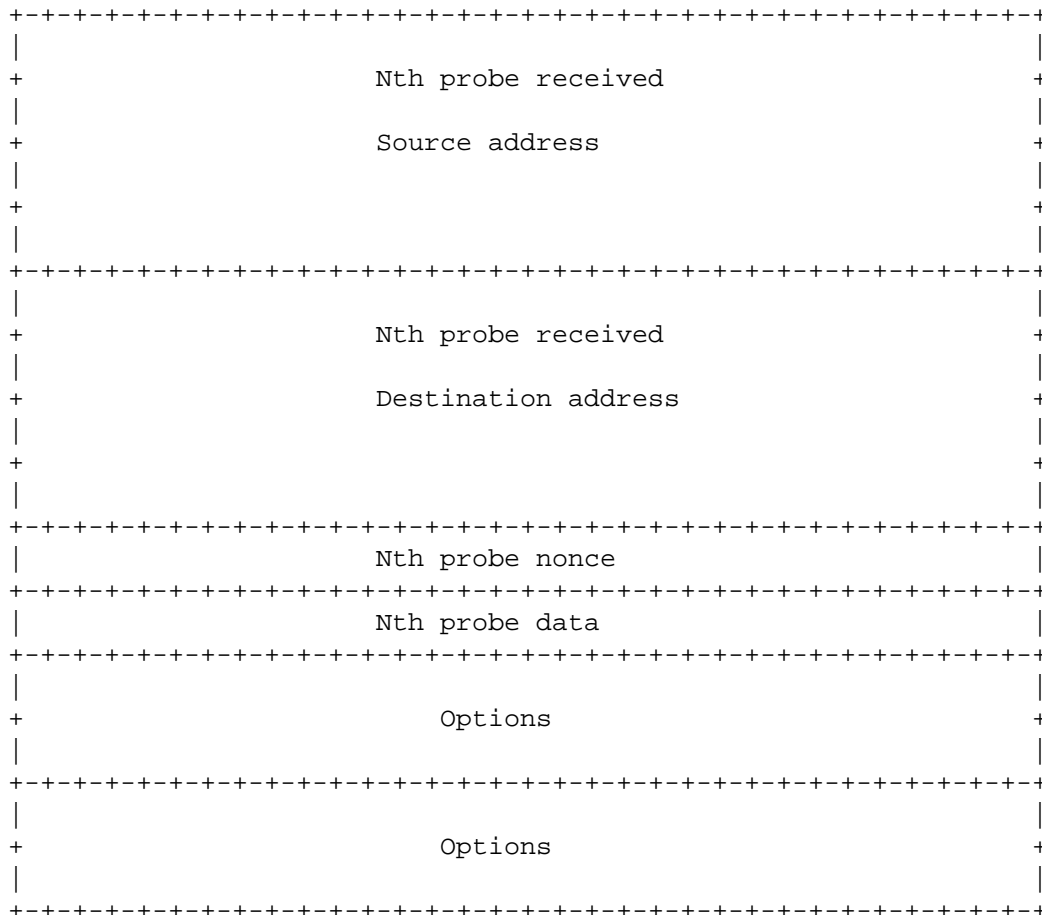 Nth probe received
Source address
Nth probe received
Destination address
Nth probe nonce
Nth probe data
Options
Options